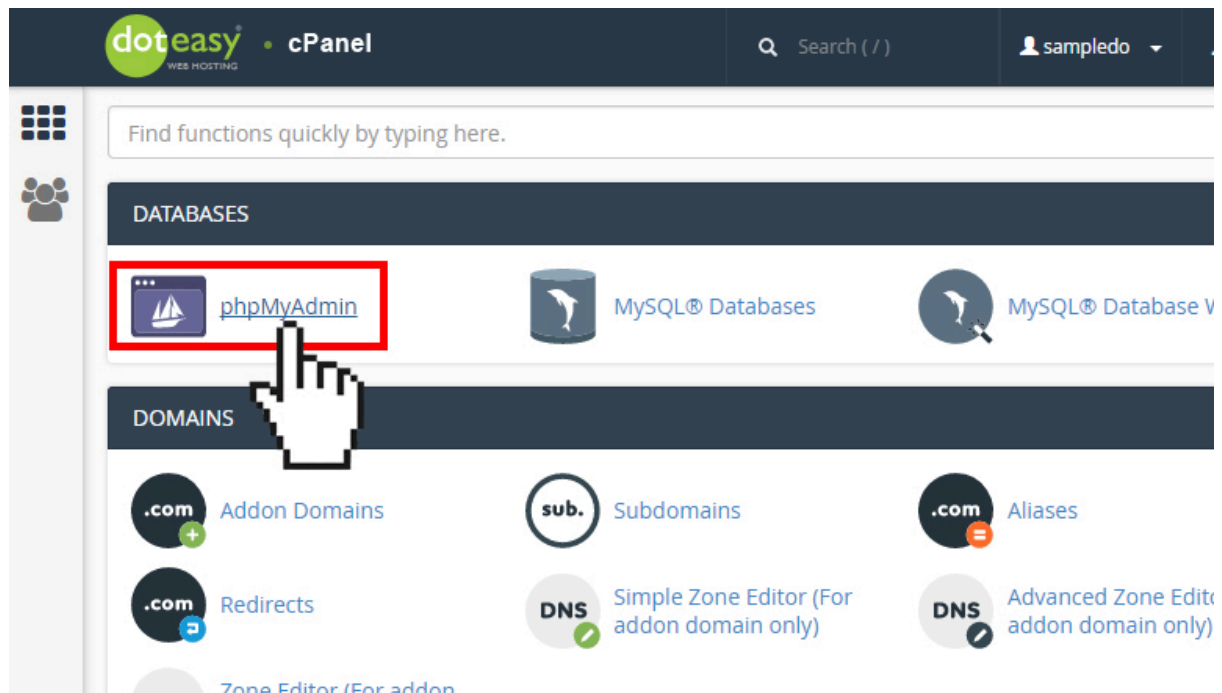 doteasy • cPanel
WEB HOSTING
Search ( / )
sampledo
Find functions quickly by typing here.
DATABASES
phpMyAdmin
MySQL® Databases
MySQL® Database W
DOMAINS
.com
Addon Domains
sub.
Subdomains
.com
Aliases
.com
Redirects
DNS
Simple Zone Editor (For
addon domain only)
DNS
Advanced Zone Edito
addon domain only)
Zone Editor (For addon